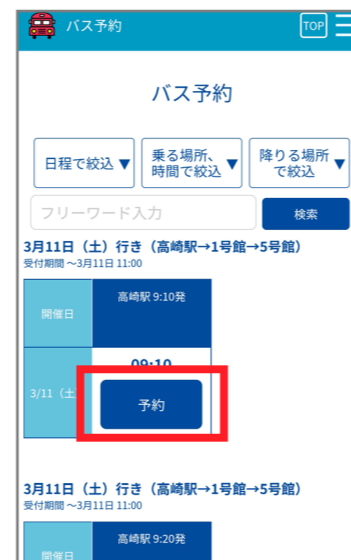 バス予約
TOP
バス予約
日程で絞込▼
乗る場所、
時間で絞込▼
降りる場所
で絞込▼
フリーワード入力
検索
3月11日（土）行き（高崎駅→1号館→5号館）
受付期間 〜3月11日 11:00
開催日
高崎駅 9:10発
3/11（土
09:10
予約
3月11日（土）行き（高崎駅→1号館→5号館）
受付期間 〜3月11日 11:00
開催日
高崎駅 9:20発